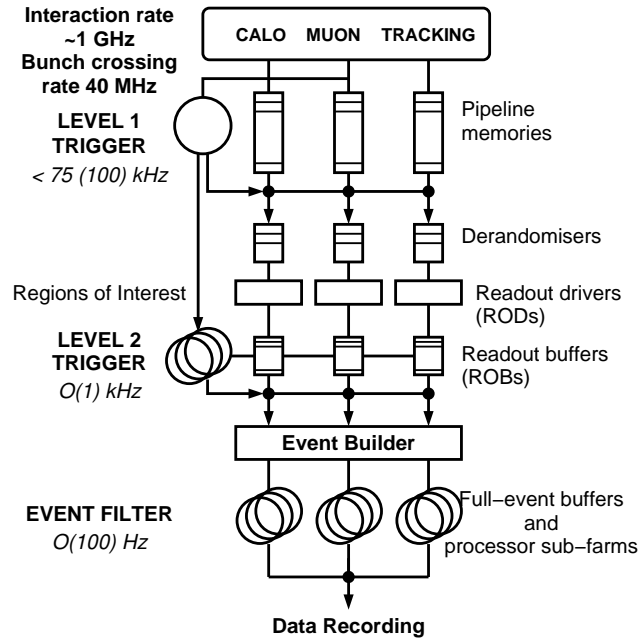 Interaction rate
~1 GHz
Bunch crossing
rate 40 MHz
CALO MUON TRACKING
LEVEL 1
TRIGGER
< 75 (100) kHz
Pipeline
memories
Derandomisers
Regions of Interest
Readout drivers
(RODs)
LEVEL 2
TRIGGER
O(1) kHz
Readout buffers
(ROBs)
Event Builder
EVENT FILTER
O(100) Hz
Full−event buffers
and
processor sub−farms
Data Recording